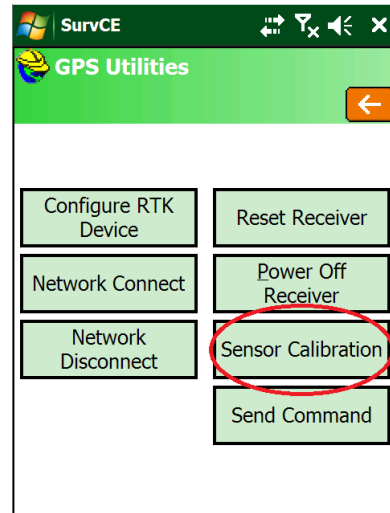 SurvCE
GPS Utilities
Configure RTK
Device
Reset Receiver
Network Connect
Power Off
Receiver
Network
Disconnect
Sensor Calibration
Send Command